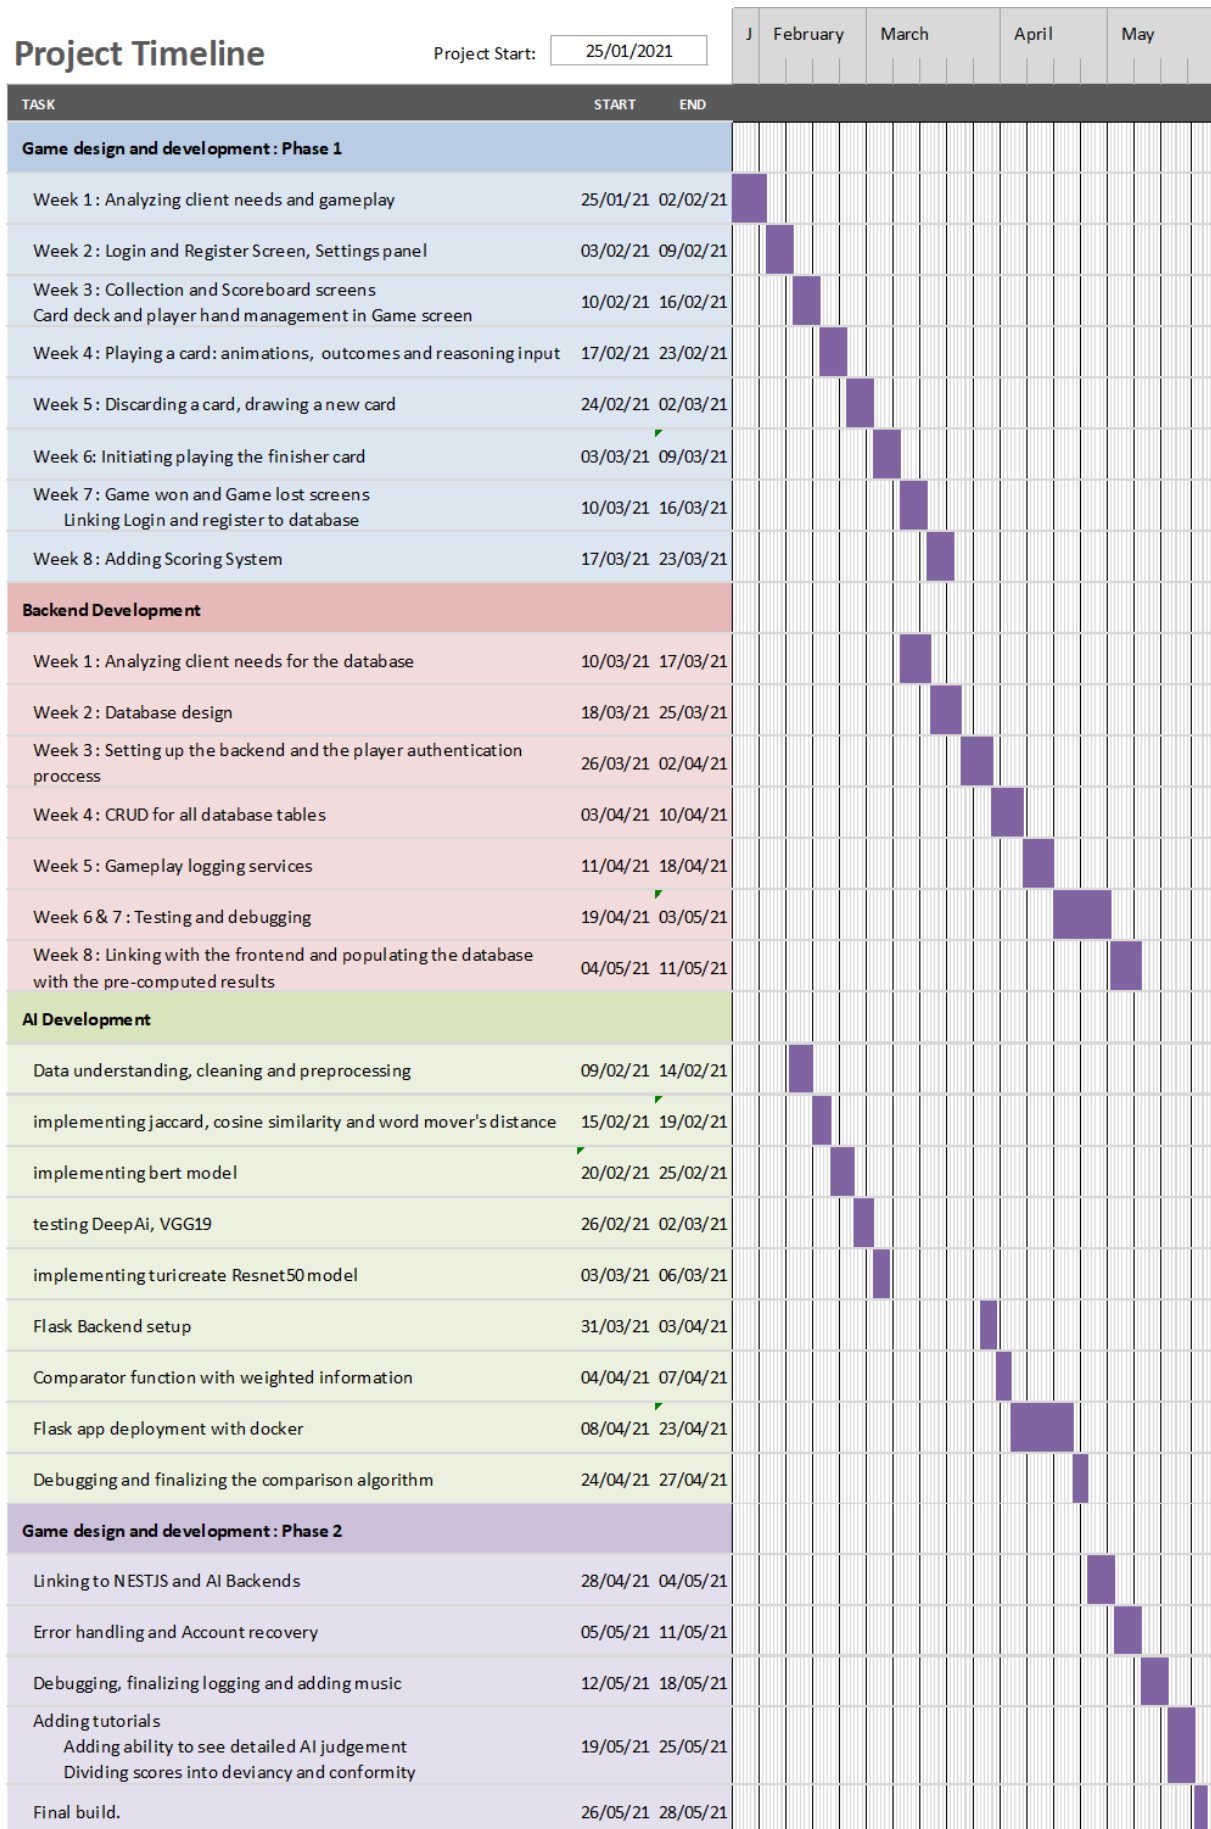 Project Timeline
Project Start: 25/01/2021
J February March April May
TASK START END
Game design and development : Phase 1
Week 1 : Analyzing client needs and gameplay 25/01/21 02/02/21
Week 2 : Login and Register Screen, Settings panel 03/02/21 09/02/21
Week 3 : Collection and Scoreboard screens
Card deck and player hand management in Game screen 10/02/21 16/02/21
Week 4 : Playing a card: animations, outcomes and reasoning input 17/02/21 23/02/21
Week 5 : Discarding a card, drawing a new card 24/02/21 02/03/21
Week 6: Initiating playing the finisher card 03/03/21 09/03/21
Week 7 : Game won and Game lost screens
Linking Login and register to database 10/03/21 16/03/21
Week 8 : Adding Scoring System 17/03/21 23/03/21
Backend Development
Week 1 : Analyzing client needs for the database 10/03/21 17/03/21
Week 2 : Database design 18/03/21 25/03/21
Week 3 : Setting up the backend and the player authentication
proccess 26/03/21 02/04/21
Week 4 : CRUD for all database tables 03/04/21 10/04/21
Week 5 : Gameplay logging services 11/04/21 18/04/21
Week 6 & 7 : Testing and debugging 19/04/21 03/05/21
Week 8 : Linking with the frontend and populating the database
with the pre-computed results 04/05/21 11/05/21
AI Development
Data understanding, cleaning and preprocessing 09/02/21 14/02/21
implementing jaccard, cosine similarity and word mover's distance 15/02/21 19/02/21
implementing bert model 20/02/21 25/02/21
testing DeepAi, VGG19 26/02/21 02/03/21
implementing turicreate Resnet50 model 03/03/21 06/03/21
Flask Backend setup 31/03/21 03/04/21
Comparator function with weighted information 04/04/21 07/04/21
Flask app deployment with docker 08/04/21 23/04/21
Debugging and finalizing the comparison algorithm 24/04/21 27/04/21
Game design and development : Phase 2
Linking to NESTJS and AI Backends 28/04/21 04/05/21
Error handling and Account recovery 05/05/21 11/05/21
Debugging, finalizing logging and adding music 12/05/21 18/05/21
Adding tutorials
Adding ability to see detailed AI judgement 19/05/21 25/05/21
Dividing scores into deviancy and conformity
Final build. 26/05/21 28/05/21